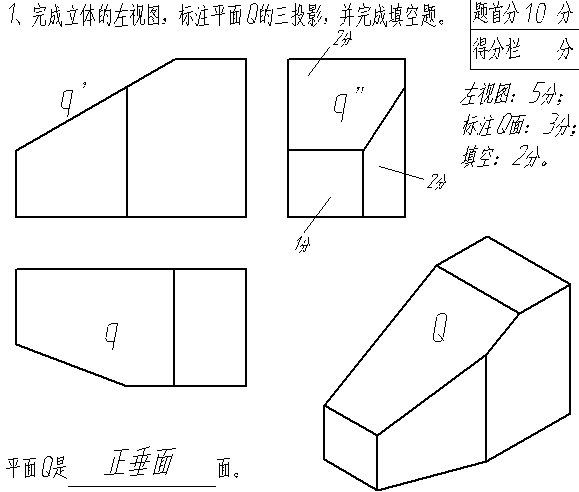 1、完成立体的左视图，标注平面Q的三投影，并完成填空题。
题首分 10 分
得分栏 分
左视图：5分；
标注Q面：3分；
填空：2分。
2分
q'
q"
2分
1分
q
Q
平面Q是 正垂面 面。